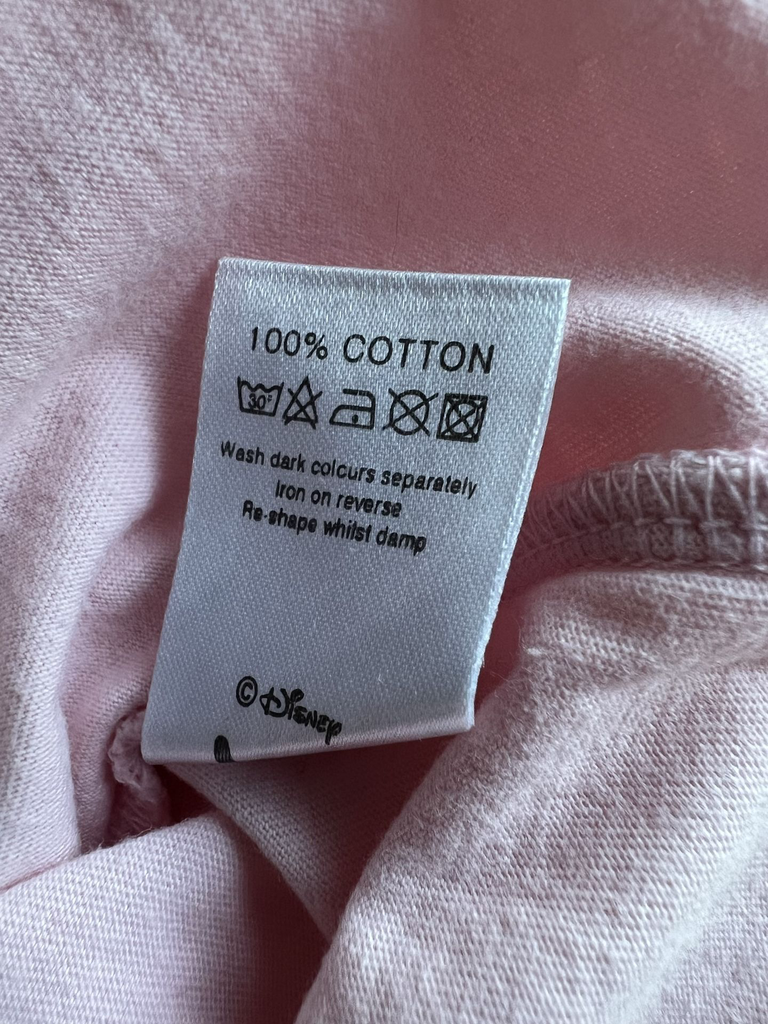 100% COTTON
30°
Wash dark colours separately
Iron on reverse
Re-shape whilst damp
© Disney